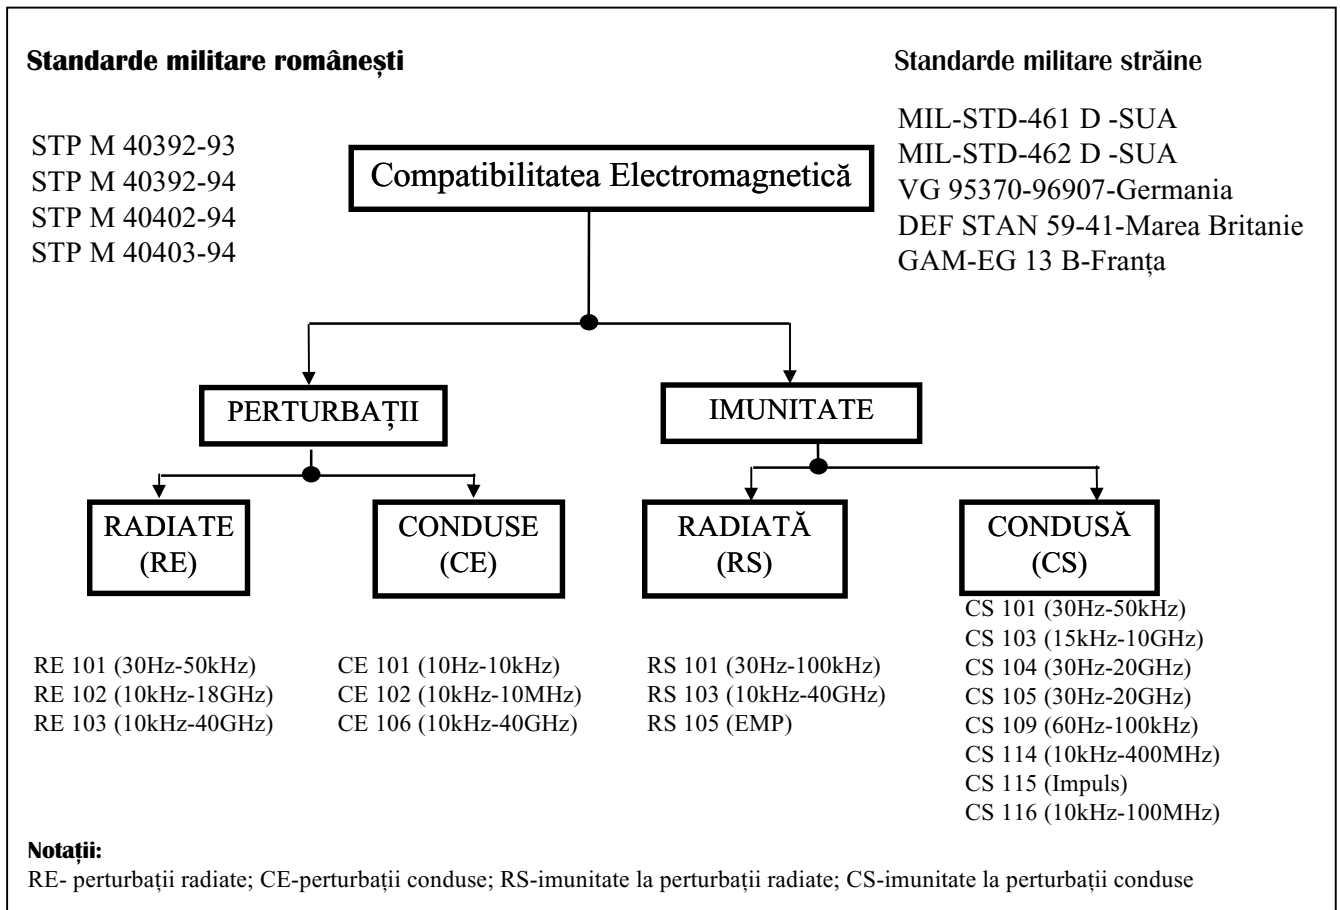 Standarde militare românești
Standarde militare străine
STP M 40392-93
STP M 40392-94
STP M 40402-94
STP M 40403-94
MIL-STD-461 D -SUA
MIL-STD-462 D -SUA
VG 95370-96907-Germania
DEF STAN 59-41-Marea Britanie
GAM-EG 13 B-Franța
Compatibilitatea Electromagnetică
PERTURBAȚII
IMUNITATE
RADIATE
(RE)
CONDUSE
(CE)
RADIATĂ
(RS)
CONDUSĂ
(CS)
RE 101 (30Hz-50kHz)
RE 102 (10kHz-18GHz)
RE 103 (10kHz-40GHz)
CE 101 (10Hz-10kHz)
CE 102 (10kHz-10MHz)
CE 106 (10kHz-40GHz)
RS 101 (30Hz-100kHz)
RS 103 (10kHz-40GHz)
RS 105 (EMP)
CS 101 (30Hz-50kHz)
CS 103 (15kHz-10GHz)
CS 104 (30Hz-20GHz)
CS 105 (30Hz-20GHz)
CS 109 (60Hz-100kHz)
CS 114 (10kHz-400MHz)
CS 115 (Impuls)
CS 116 (10kHz-100MHz)
Notații:
RE- perturbații radiate; CE-perturbații conduse; RS-imunitate la perturbații radiate; CS-imunitate la perturbații conduse